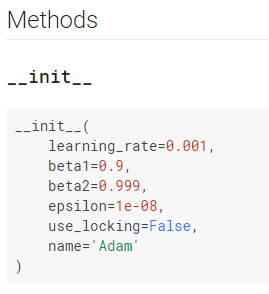 Methods
__init__
__init__(
    learning_rate=0.001,
    beta1=0.9,
    beta2=0.999,
    epsilon=1e-08,
    use_locking=False,
    name='Adam'
)